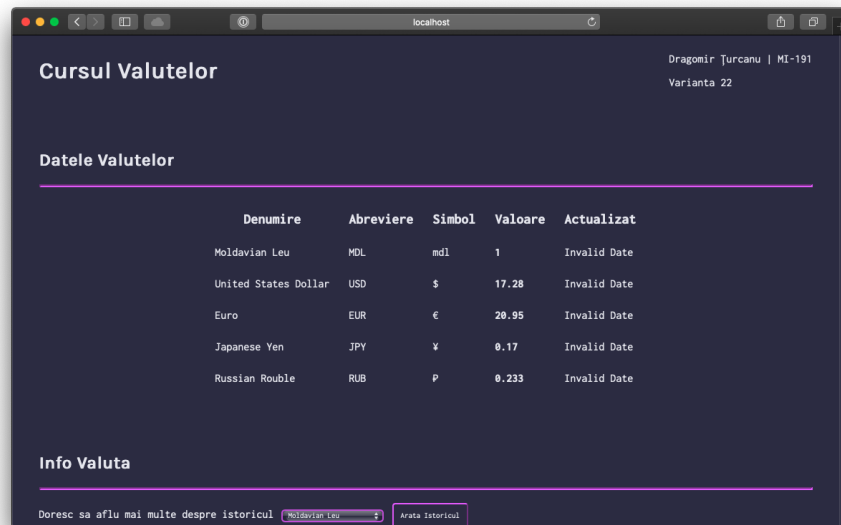 localhost
Cursul Valutelor
Dragomir Țurcanu | MI-191
Varianta 22
Datele Valutelor
Denumire Abreviere Simbol Valoare Actualizat
Moldavian Leu MDL mdl 1 Invalid Date
United States Dollar USD $ 17.28 Invalid Date
Euro EUR € 20.95 Invalid Date
Japanese Yen JPY ¥ 0.17 Invalid Date
Russian Rouble RUB ₽ 0.233 Invalid Date
Info Valuta
Doresc sa aflu mai multe despre istoricul Moldavian Leu Arata Istoricul